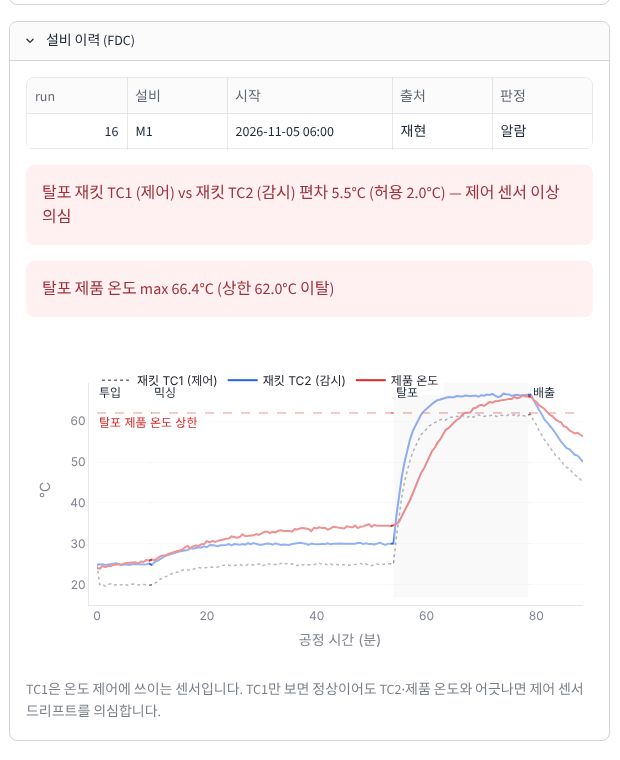 설비 이력 (FDC)
run 설비 시작 출처 판정
16 M1 2026-11-05 06:00 재현 알람
탈포 재킷 TC1 (제어) vs 재킷 TC2 (감시) 편차 5.5°C (허용 2.0°C) — 제어 센서 이상
의심
탈포 제품 온도 max 66.4°C (상한 62.0°C 이탈)
재킷 TC1 (제어) 재킷 TC2 (감시) 제품 온도
투입 믹싱 탈포 배출
탈포 제품 온도 상한
60
50
40
30
20
°C
0 20 40 60 80
공정 시간 (분)
TC1은 온도 제어에 쓰이는 센서입니다. TC1만 보면 정상이어도 TC2·제품 온도와 어긋나면 제어 센서
드리프트를 의심합니다.